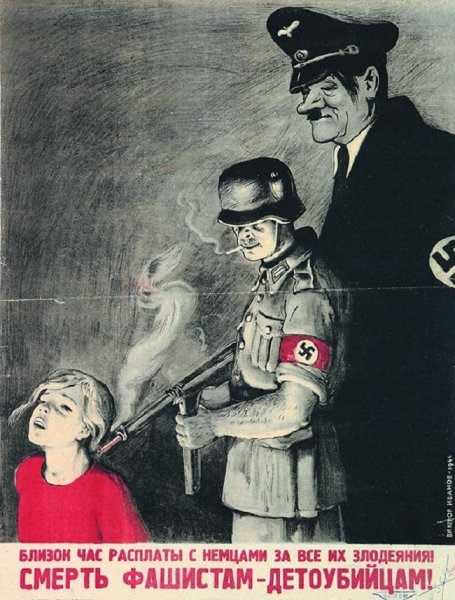 БЛИЗОК ЧАС РАСПЛАТЫ С НЕМЦАМИ ЗА ВСЕ ИХ ЗЛОДЕЯНИЯ!
СМЕРТЬ ФАШИСТАМ-ДЕТОУБИЙЦАМ!
ВИКТОР ИВАНОВ-